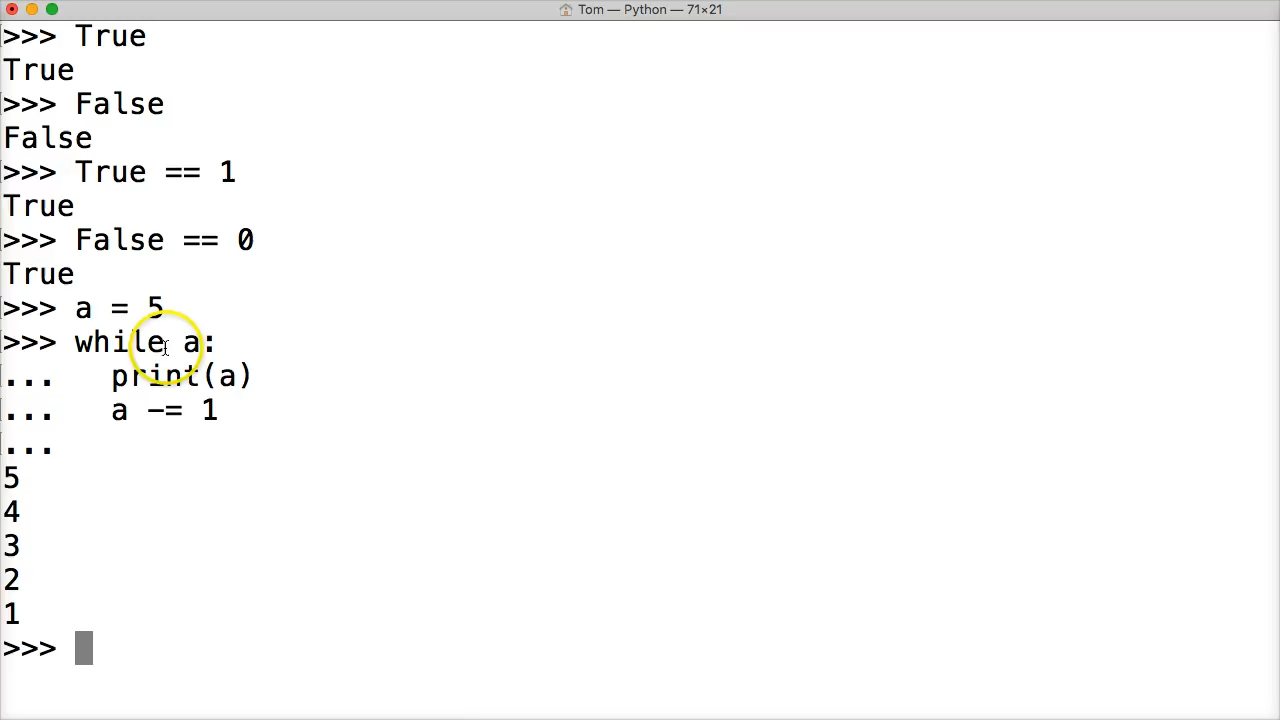 Tom — Python — 71×21
>>> True
True
>>> False
False
>>> True == 1
True
>>> False == 0
True
>>> a = 5
>>> while a:
...   print(a)
...   a -= 1
...
5
4
3
2
1
>>>